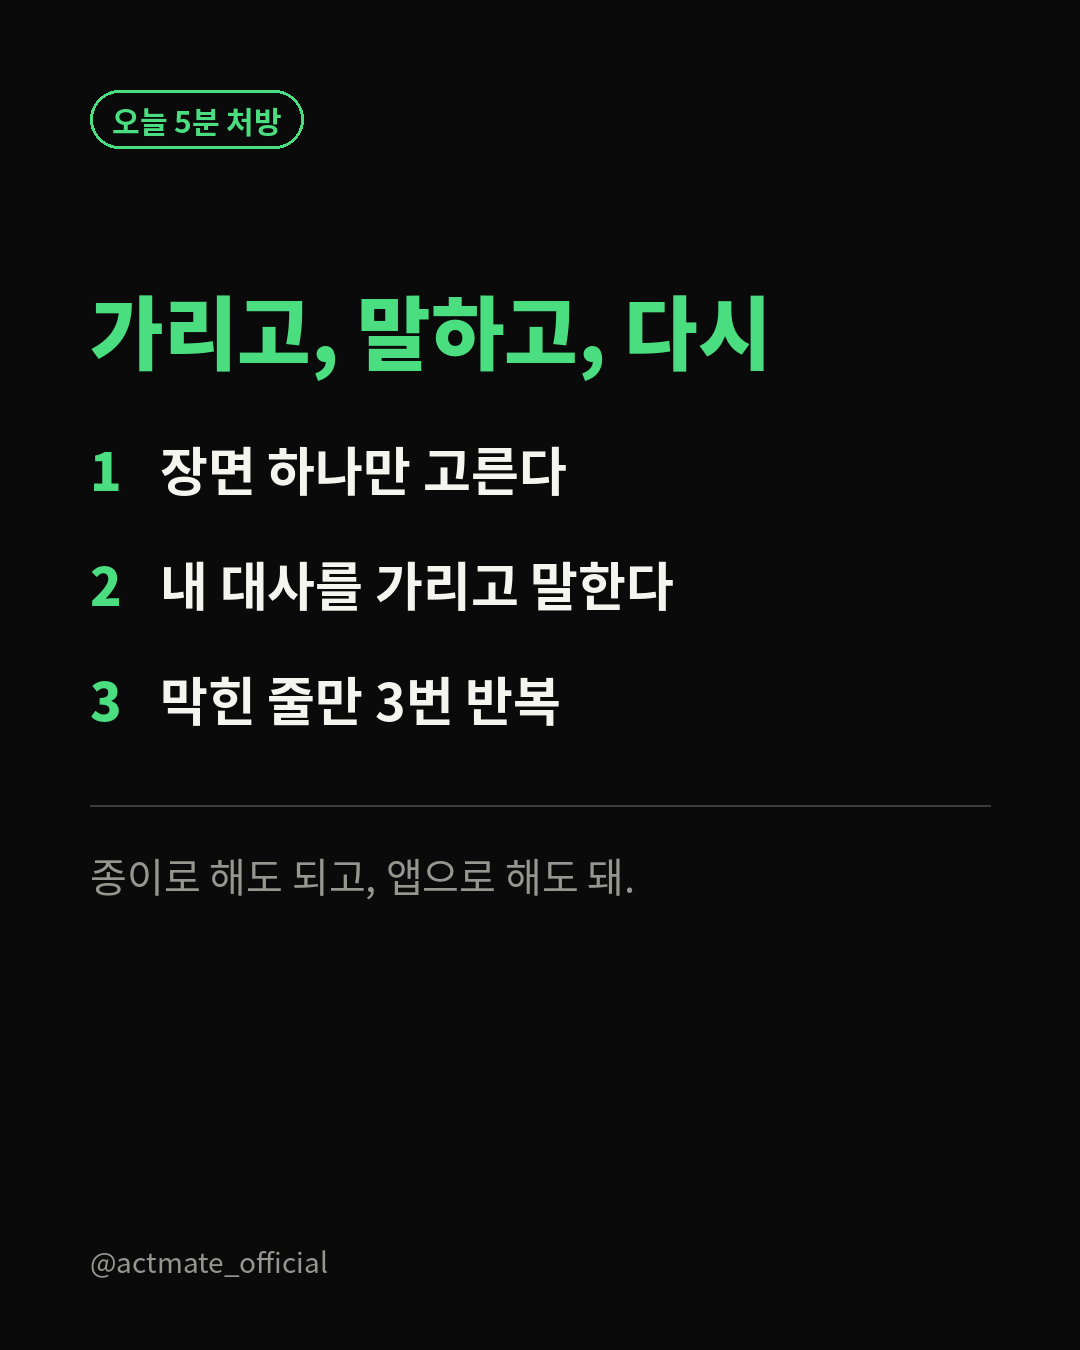 오늘 5분 처방
가리고, 말하고, 다시
1 장면 하나만 고른다
2 내 대사를 가리고 말한다
3 막힌 줄만 3번 반복
종이로 해도 되고, 앱으로 해도 돼.
@actmate_official